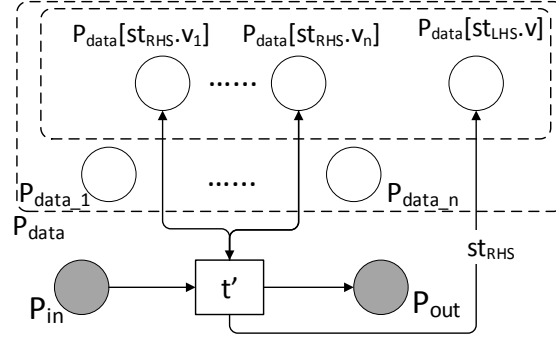 P_data[st_RHS.v_1] P_data[st_RHS.v_n] P_data[st_LHS.v]
......
......
P_data_1 P_data_n
P_data
st_RHS
t'
P_in P_out